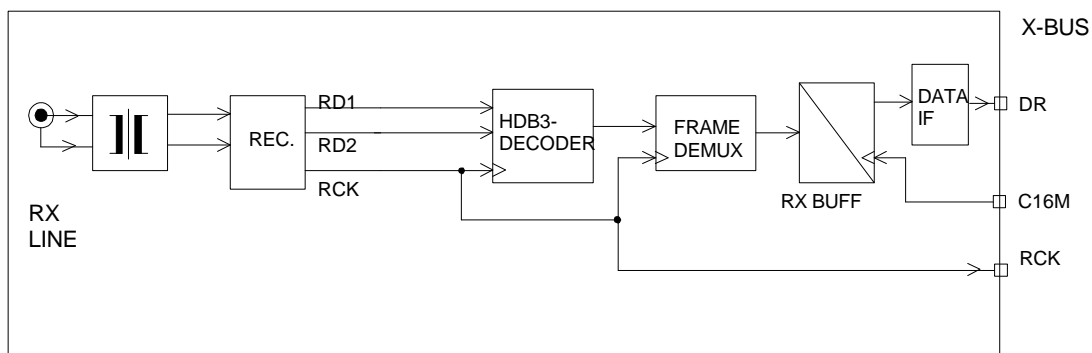 X-BUS
RD1
RD2
RCK
REC.
HDB3-
DECODER
FRAME
DEMUX
RX BUFF
DATA
IF
DR
C16M
RCK
RX
LINE